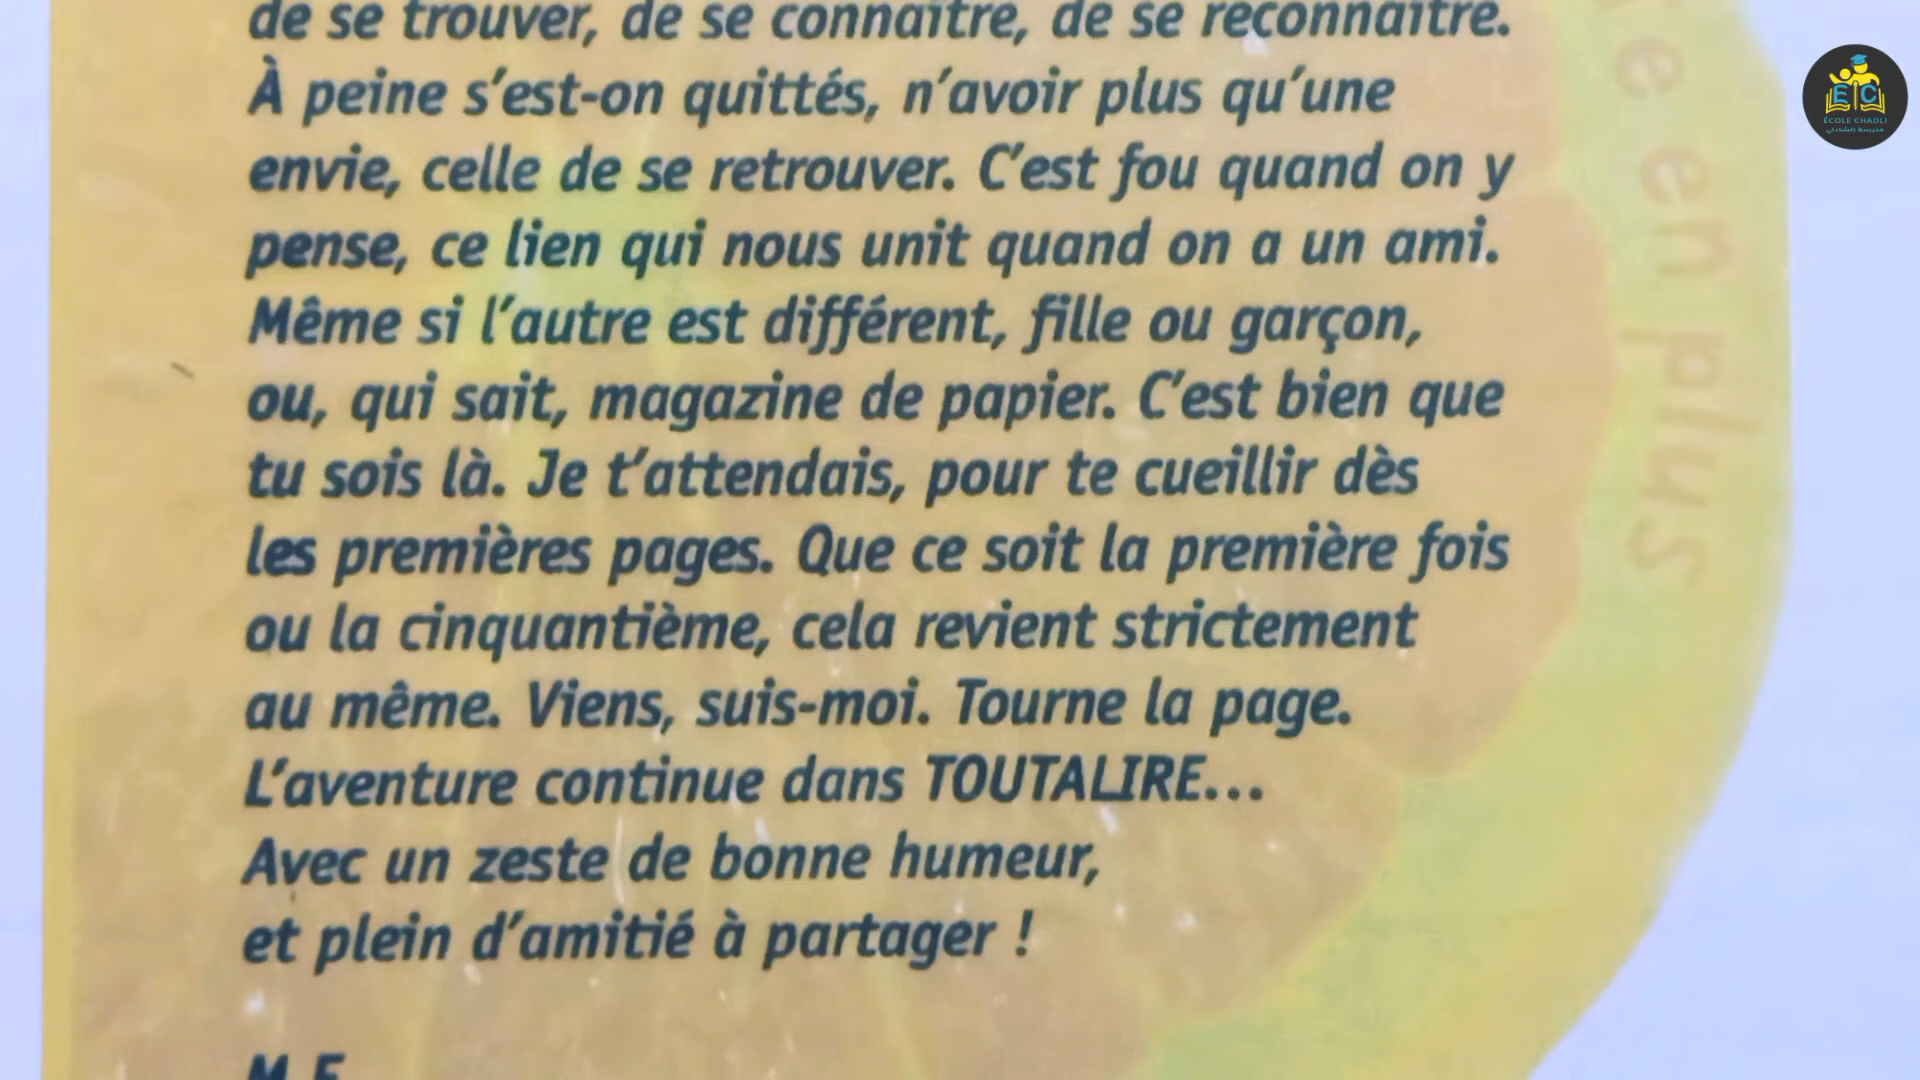 de se trouver, de se connaître, de se reconnaître.
À peine s'est-on quittés, n'avoir plus qu'une
envie, celle de se retrouver. C'est fou quand on y
pense, ce lien qui nous unit quand on a un ami.
Même si l'autre est différent, fille ou garçon,
ou, qui sait, magazine de papier. C'est bien que
tu sois là. Je t'attendais, pour te cueillir dès
les premières pages. Que ce soit la première fois
ou la cinquantième, cela revient strictement
au même. Viens, suis-moi. Tourne la page.
L'aventure continue dans TOUTALIRE...
Avec un zeste de bonne humeur,
et plein d'amitié à partager !
M.F.
en plus
EC
ÉCOLE CHADLI
مدرسة الشاذلي